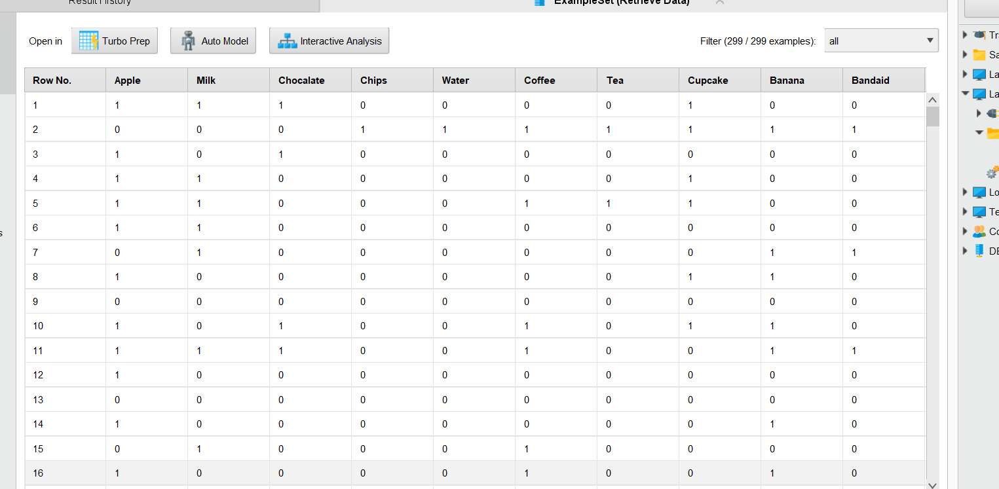 Result History
ExampleSet (Retrieve Data)
Open in Turbo Prep Auto Model Interactive Analysis Filter (299 / 299 examples): all
Row No. Apple Milk Chocalate Chips Water Coffee Tea Cupcake Banana Bandaid
1 1 1 1 0 0 0 0 1 0 0
2 0 0 0 1 1 1 1 1 1 1
3 1 0 1 0 0 0 0 0 0 0
4 1 1 0 0 0 0 0 1 0 0
5 1 1 0 0 0 1 1 1 0 0
6 1 1 0 0 0 0 0 0 0 0
7 0 1 0 0 0 0 0 0 1 1
8 1 0 0 0 0 0 0 1 1 0
9 0 0 0 0 0 0 0 0 0 0
10 1 0 1 0 0 1 0 1 1 0
11 1 1 1 0 0 1 0 0 1 1
12 1 0 0 0 0 0 0 0 0 0
13 0 0 0 0 0 0 0 0 0 0
14 1 0 0 0 0 0 0 0 1 0
15 0 1 0 0 0 1 0 0 0 0
16 1 0 0 0 0 1 0 0 1 0
s
Tr
Sa
La
La
Lo
Te
Co